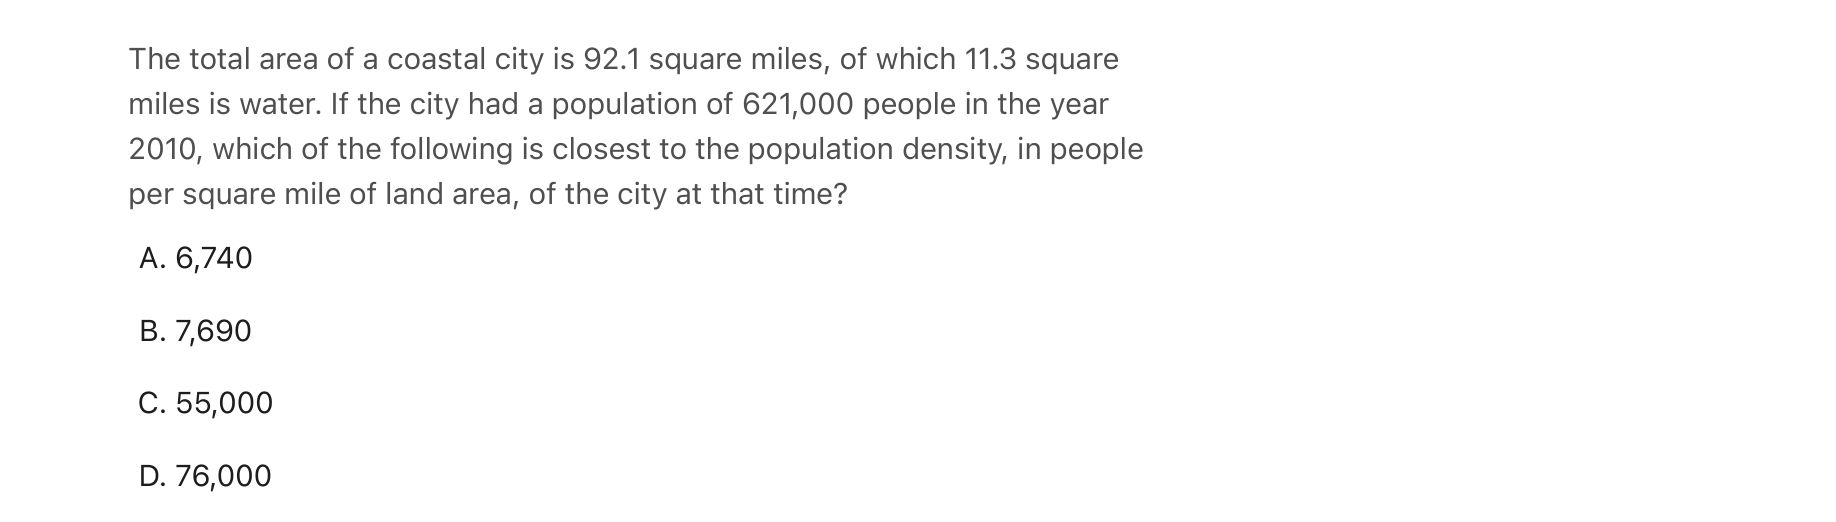 The total area of a coastal city is 92.1 square miles, of which 11.3 square
miles is water. If the city had a population of 621,000 people in the year
2010, which of the following is closest to the population density, in people
per square mile of land area, of the city at that time?
A. 6,740
B. 7,690
C. 55,000
D. 76,000